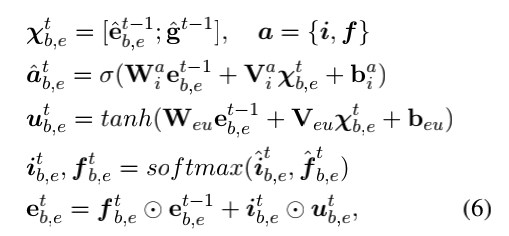 χ^t_{b,e} = [ê^{t-1}_{b,e}; ĝ^{t-1}], a = {i, f}
â^t_{b,e} = σ(W^a_i e^{t-1}_{b,e} + V^a_i χ^t_{b,e} + b^a_i)
u^t_{b,e} = tanh(W_{eu} e^{t-1}_{b,e} + V_{eu} χ^t_{b,e} + b_{eu})
i^t_{b,e}, f^t_{b,e} = softmax(î^t_{b,e}, f̂^t_{b,e})
e^t_{b,e} = f^t_{b,e} ⊙ e^{t-1}_{b,e} + i^t_{b,e} ⊙ u^t_{b,e}, (6)